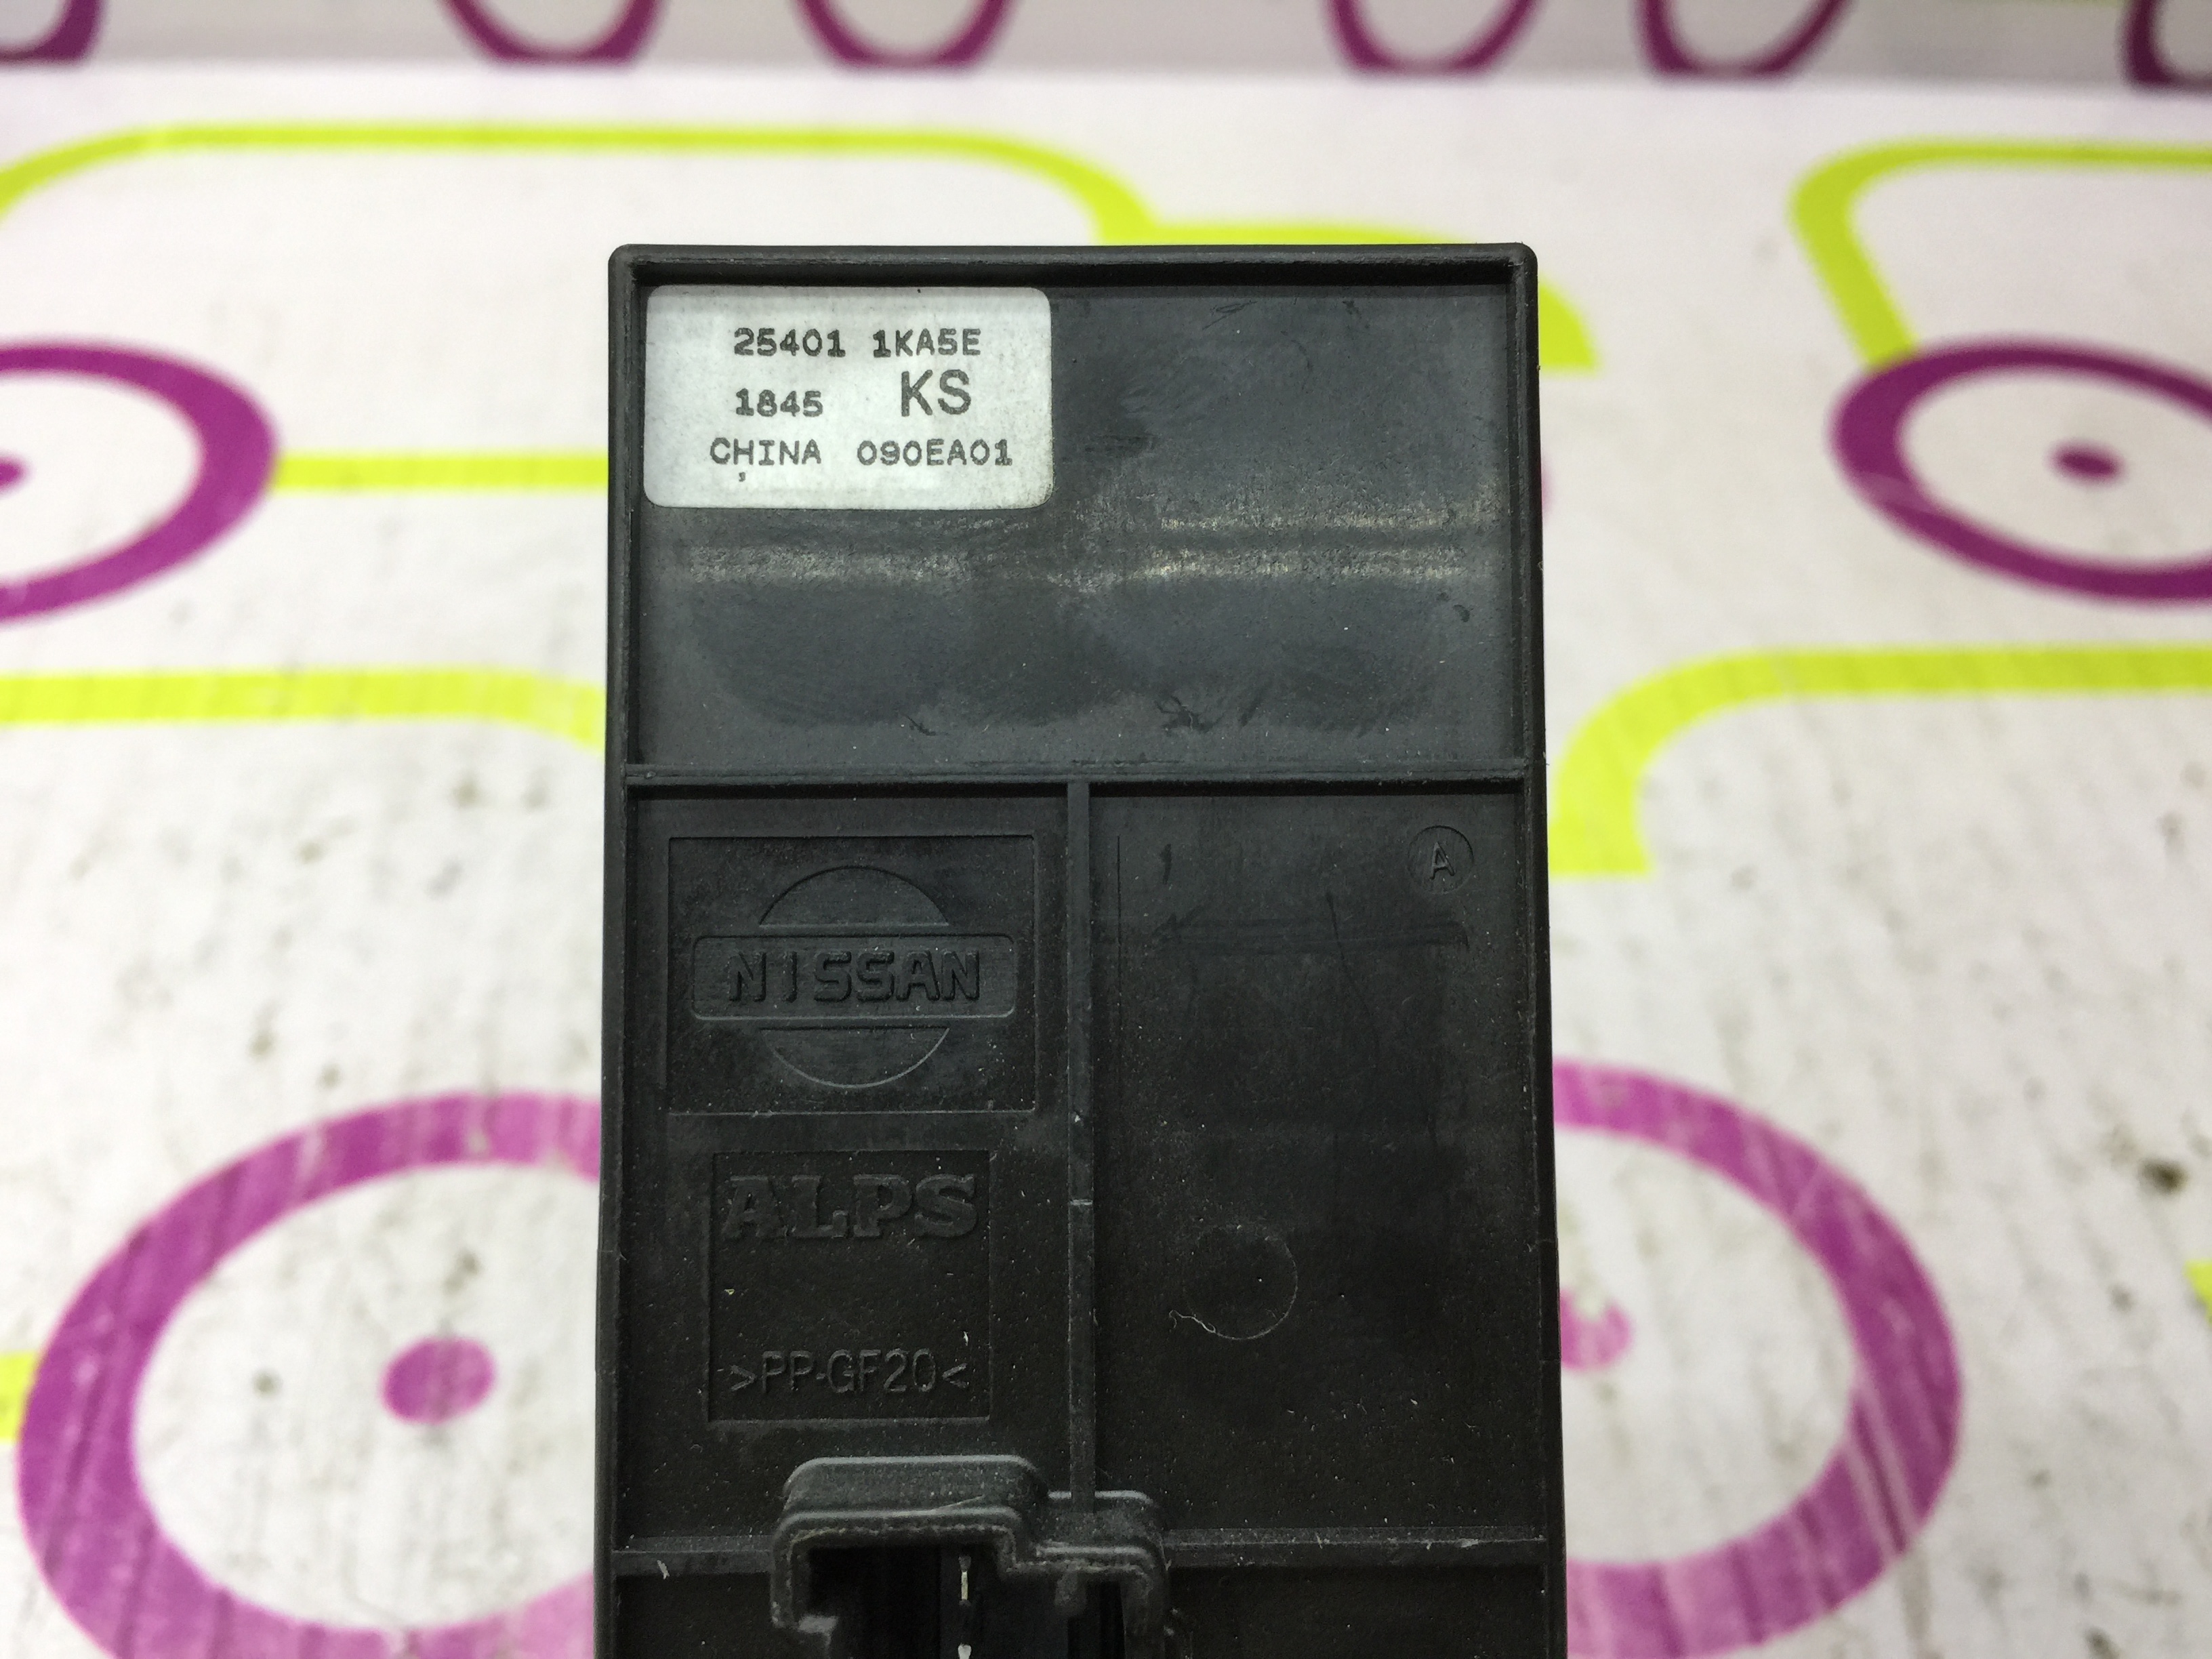 25401 1KA5E
1845 KS
CHINA 090EA01
A
NISSAN
ALPS
>PP-GF20<